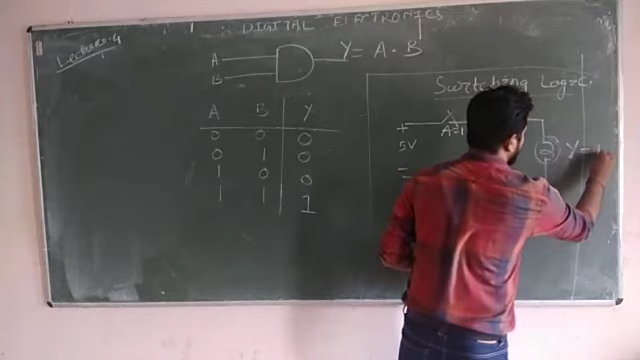 DIGITAL ELECTRONICS
Lecture-4
A
B
Y = A · B
A B Y
0 0 0
0 1 0
1 0 0
1 1 1
Switching Logic
A=1
+
5V
Y=1